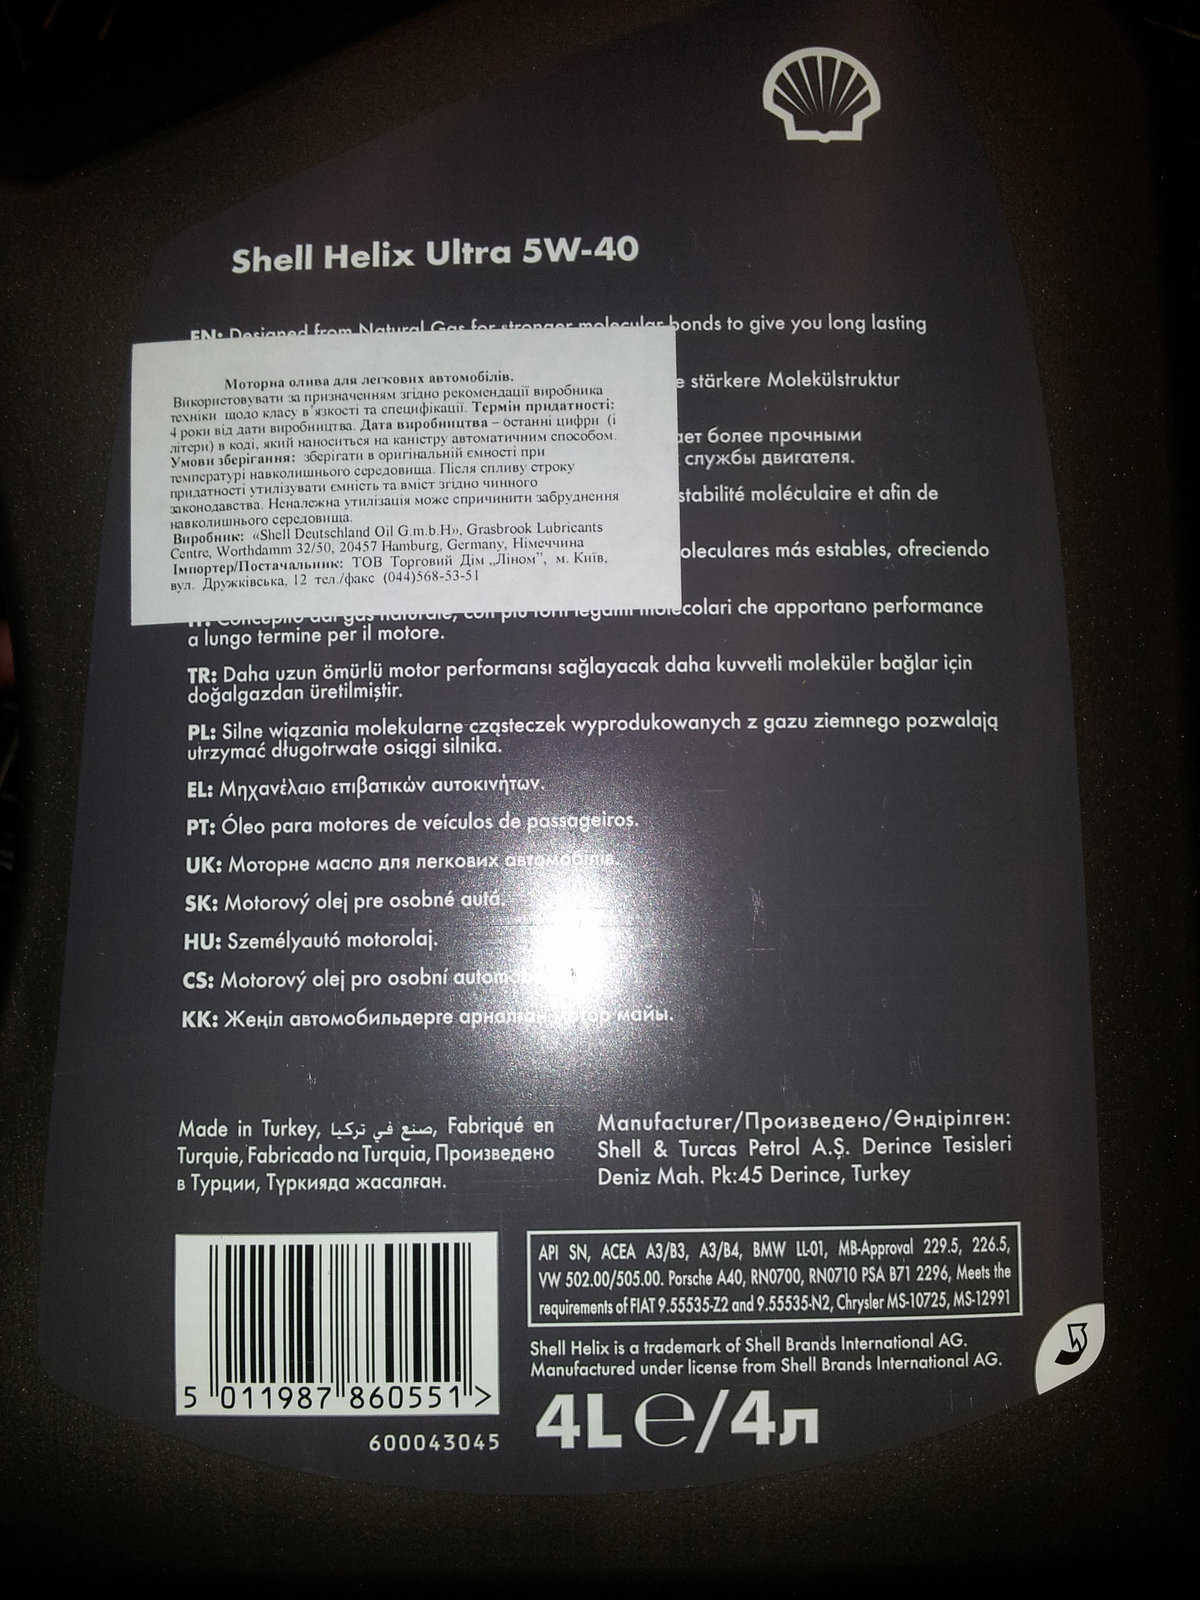 Shell Helix Ultra 5W-40
EN: Designed from Natural Gas for stronger molecular bonds to give you long lasting
Моторна олива для легкових автомобілів.
Використовувати за призначенням згідно рекомендації виробника
техніки щодо класу в'язкості та специфікації. Термін придатності:
4 роки від дати виробництва. Дата виробництва – останні цифри (і
літери) в коді, який наноситься на каністру автоматичним способом.
Умови зберігання: зберігати в оригінальній ємності при
температурі навколишнього середовища. Після спливу строку
придатності утилізувати ємність та вміст згідно чинного
законодавства. Неналежна утилізація може спричинити забруднення
навколишнього середовища.
Виробник: «Shell Deutschland Oil G.m.b.H», Grasbrook Lubricants
Centre, Worthdamm 32/50, 20457 Hamburg, Germany, Німеччина
Імпортер/Постачальник: ТОВ Торговий Дім „Ліном”, м. Київ,
вул. Дружківська, 12 тел./факс (044)568-53-51
stärkere Molekülstruktur
более прочными
службы двигателя.
stabilité moléculaire et afin de
más estables, ofreciendo
IT: Concepito dal gas naturale, con più forti legami molecolari che apportano performance
a lungo termine per il motore.
TR: Daha uzun ömürlü motor performansı sağlayacak daha kuvvetli moleküler bağlar için
doğalgazdan üretilmiştir.
PL: Silne wiązania molekularne cząsteczek wyprodukowanych z gazu ziemnego pozwalają
utrzymać długotrwałe osiągi silnika.
EL: Μηχανέλαιο επιβατικών αυτοκινήτων.
PT: Óleo para motores de veículos de passageiros.
UK: Моторне масло для легкових автомобілів.
SK: Motorový olej pre osobné autá.
HU: Személyautó motorolaj.
CS: Motorový olej pro osobní
KK: Жеңіл автомобильдерге арналған мотор майы.
Made in Turkey, صنع في تركيا, Fabriqué en
Turquie, Fabricado na Turquia, Произведено
в Турции, Түркияда жасалған.
Manufacturer/Произведено/Өндірілген:
Shell & Turcas Petrol A.Ş. Derince Tesisleri
Deniz Mah. Pk:45 Derince, Turkey
API SN, ACEA A3/B3, A3/B4, BMW LL-01, MB-Approval 229.5, 226.5,
VW 502.00/505.00. Porsche A40, RN0700, RN0710 PSA B71 2296, Meets the
requirements of FIAT 9.55535-Z2 and 9.55535-N2, Chrysler MS-10725, MS-12991
Shell Helix is a trademark of Shell Brands International AG.
Manufactured under license from Shell Brands International AG.
5 011987 860551 >
600043045
4L e/4л